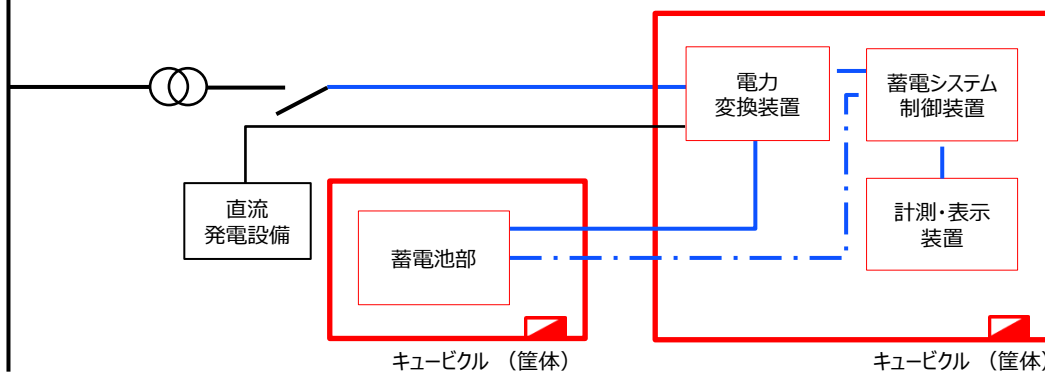 電力
変換装置
蓄電システム
制御装置
直流
発電設備
蓄電池部
計測・表示
装置
キュービクル （筐体）
キュービクル （筐体）